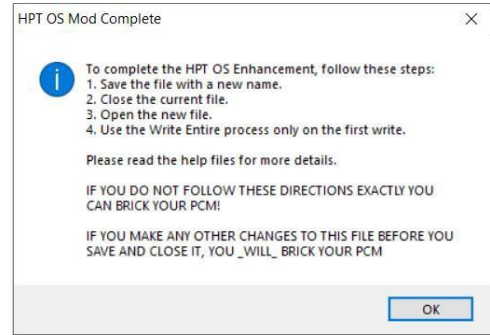 HPT OS Mod Complete
To complete the HPT OS Enhancement, follow these steps:
1. Save the file with a new name.
2. Close the current file.
3. Open the new file.
4. Use the Write Entire process only on the first write.
Please read the help files for more details.
IF YOU DO NOT FOLLOW THESE DIRECTIONS EXACTLY YOU
CAN BRICK YOUR PCM!
IF YOU MAKE ANY OTHER CHANGES TO THIS FILE BEFORE YOU
SAVE AND CLOSE IT, YOU _WILL_ BRICK YOUR PCM
OK